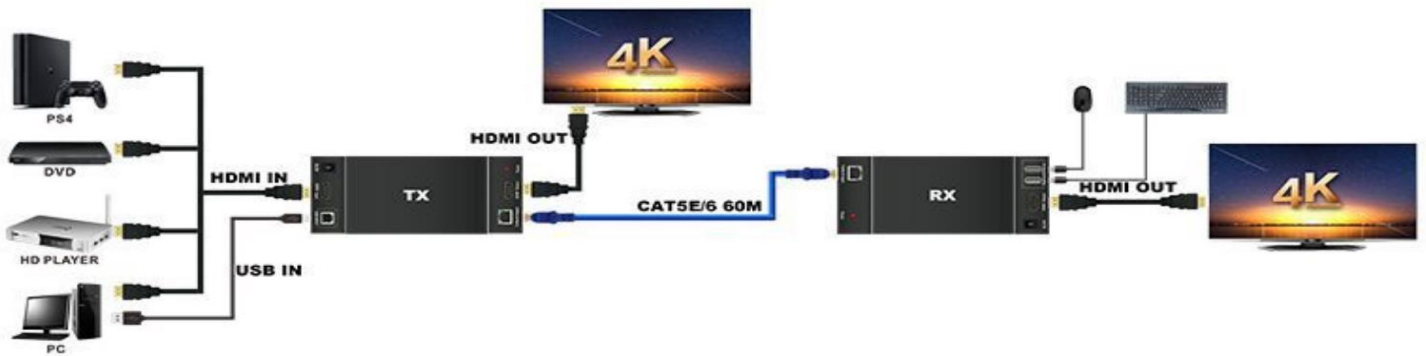 PS4
DVD
HD PLAYER
PC
HDMI IN
USB IN
TX
HDMI OUT
4K
CAT5E/6 60M
RX
HDMI OUT
4K